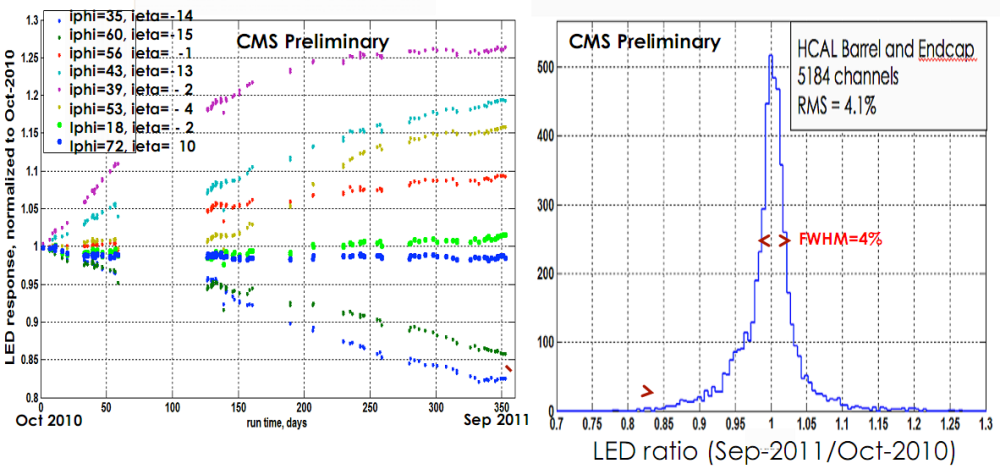 iphi=35, ieta=-14
iphi=60, ieta=-15
iphi=56 ieta= -1
iphi=43, ieta=-13
iphi=39, ieta=- 2
iphi=53, ieta=- 4
Iphi=18, ieta= - 2
Iphi=72, ieta= 10
CMS Preliminary
LED response, normalized to Oct-2010
1.3
1.25
1.2
1.15
1.1
1.05
1
0.95
0.9
0.85
0.8
0 50 100 150 200 250 300 350
Oct 2010 run time, days Sep 2011
CMS Preliminary
HCAL Barrel and Endcap
5184 channels
RMS = 4.1%
FWHM=4%
500
400
300
200
100
0
0.7 0.75 0.8 0.85 0.9 0.95 1 1.05 1.1 1.15 1.2 1.25 1.3
LED ratio (Sep-2011/Oct-2010)